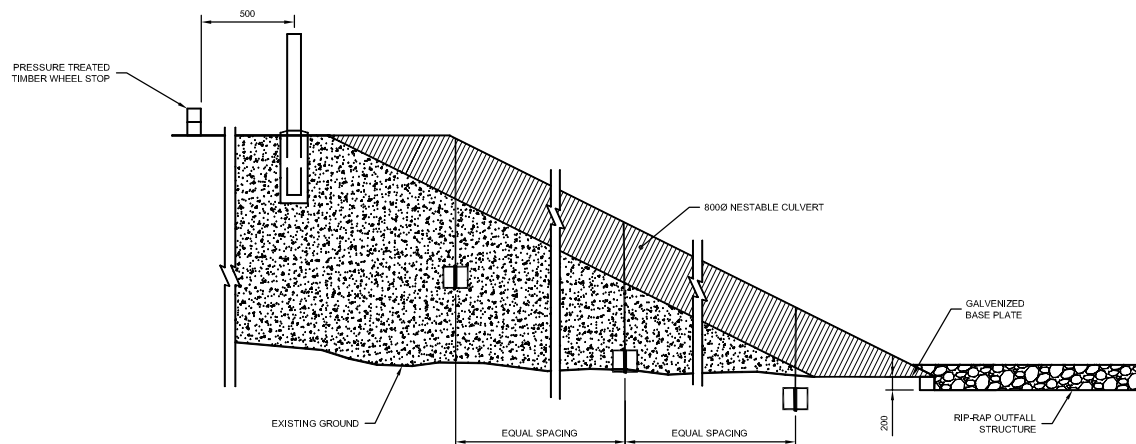 500
PRESSURE TREATED
TIMBER WHEEL STOP
800Ø NESTABLE CULVERT
GALVANIZED
BASE PLATE
EXISTING GROUND
EQUAL SPACING
EQUAL SPACING
200
RIP-RAP OUTFALL
STRUCTURE